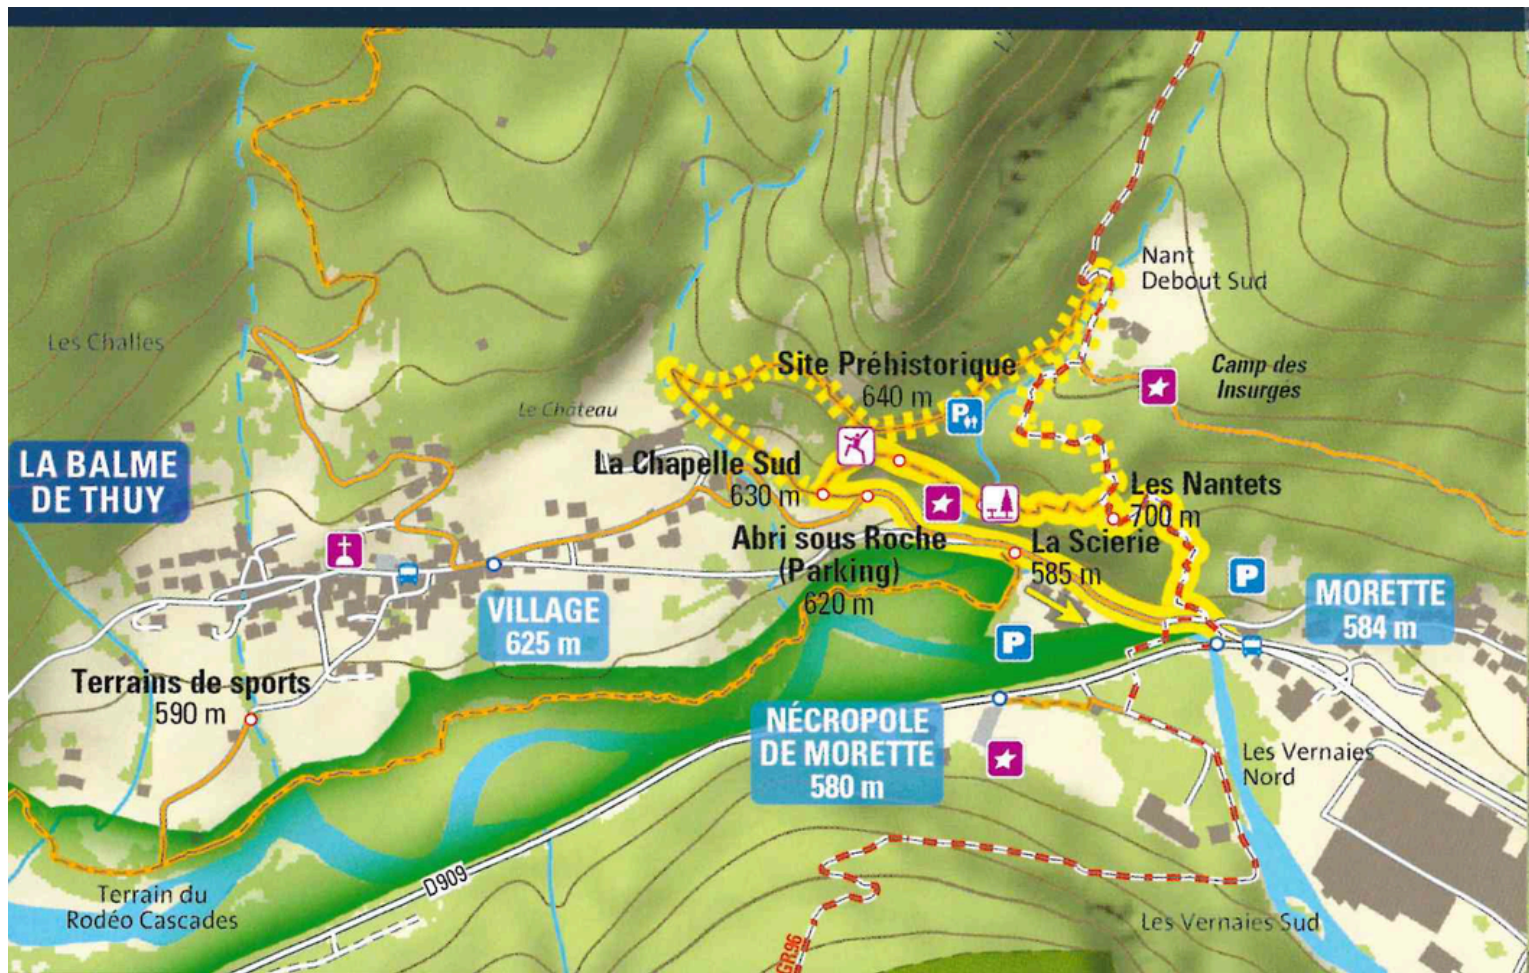 Nant
Debout Sud
Les Challes
Site Préhistorique
640 m
Camp des
Insurgés
Le Château
P
LA BALME
DE THUY
La Chapelle Sud
630 m
Les Nantets
700 m
Abri sous Roche
(Parking)
620 m
La Scierie
585 m
P
VILLAGE
625 m
MORETTE
584 m
P
Terrains de sports
590 m
NÉCROPOLE
DE MORETTE
580 m
Les Vernaies
Nord
D909
Terrain du
Rodéo Cascades
Les Vernaies Sud
GR96